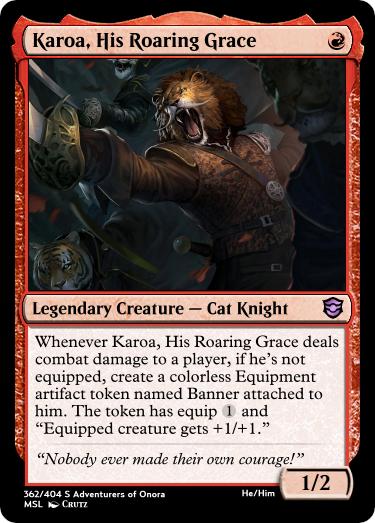 Karoa, His Roaring Grace
Legendary Creature — Cat Knight
Whenever Karoa, His Roaring Grace deals
combat damage to a player, if he's not
equipped, create a colorless Equipment
artifact token named Banner attached to
him. The token has equip 1 and
“Equipped creature gets +1/+1.”
“Nobody ever made their own courage!”
1/2
362/404 S Adventurers of Onora
He/Him
MSL CRUTZ